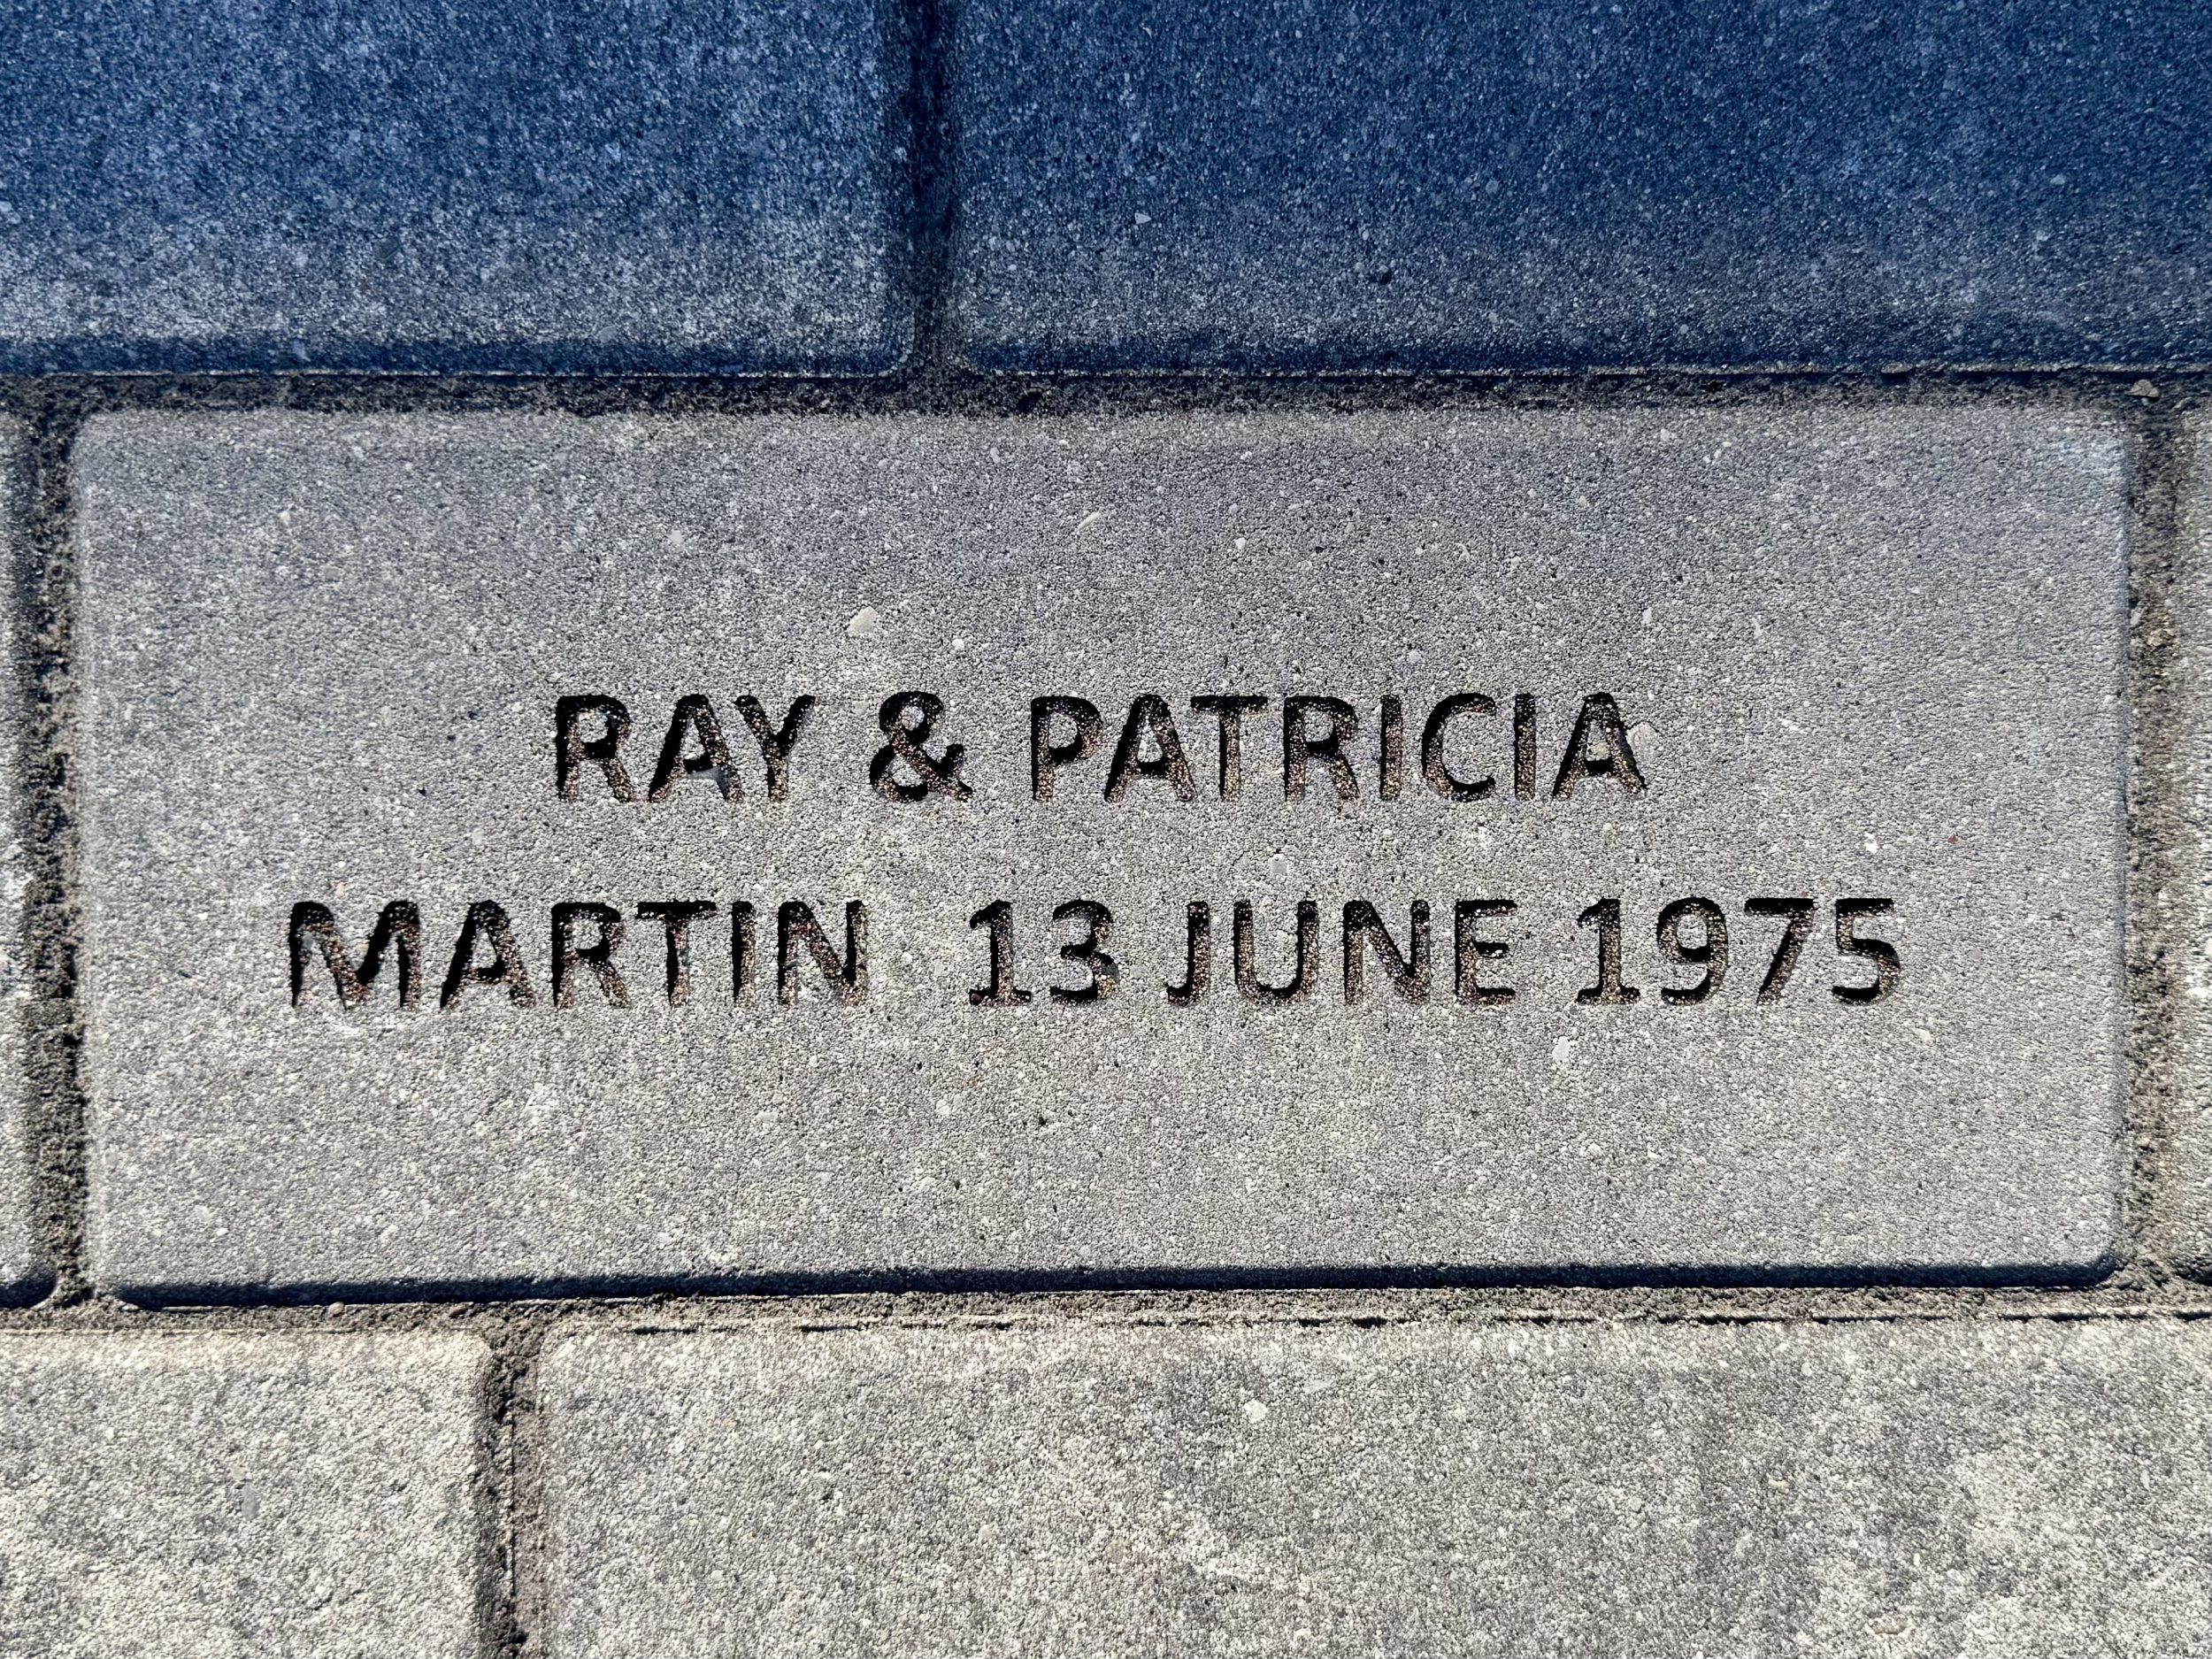 RAY & PATRICIA
MARTIN 13 JUNE 1975